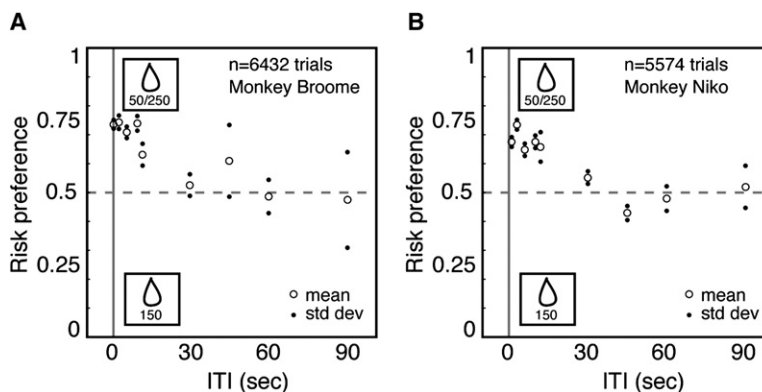 A
Risk preference
1
0.75
0.5
0.25
0
50/250
n=6432 trials
Monkey Broome
150
mean
std dev
0
30
60
90
ITI (sec)
B
Risk preference
1
0.75
0.5
0.25
0
50/250
n=5574 trials
Monkey Niko
150
mean
std dev
0
30
60
90
ITI (sec)